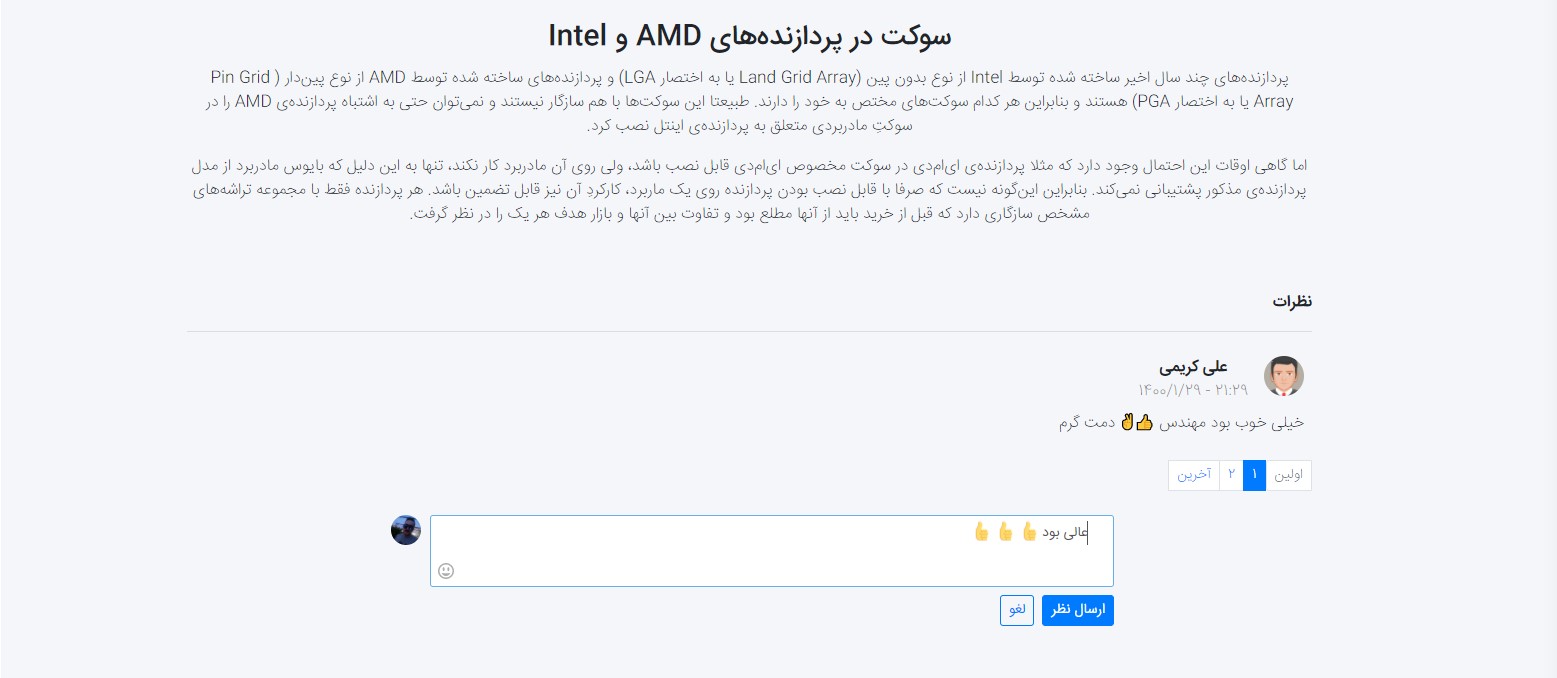 سوکت در پردازنده‌های AMD و Intel
پردازنده‌های چند سال اخیر ساخته شده توسط Intel از نوع بدون پین (Land Grid Array یا به اختصار LGA) و پردازنده‌های ساخته شده توسط AMD از نوع پین‌دار ( Pin Grid
Array یا به اختصار PGA) هستند و بنابراین هر کدام سوکت‌های مختص به خود را دارند. طبیعتا این سوکت‌ها با هم سازگار نیستند و نمی‌توان حتی به اشتباه پردازنده‌ی AMD را در
سوکتِ مادربردی متعلق به پردازنده‌ی اینتل نصب کرد.
اما گاهی اوقات این احتمال وجود دارد که مثلا پردازنده‌ی ای‌ام‌دی در سوکت مخصوص ای‌ام‌دی قابل نصب باشد، ولی روی آن مادربرد کار نکند، تنها به این دلیل که بایوس مادربرد از مدل
پردازنده‌ی مذکور پشتیبانی نمی‌کند. بنابراین این‌گونه نیست که صرفا با قابل نصب بودن پردازنده روی یک ماربرد، کارکردِ آن نیز قابل تضمین باشد. هر پردازنده فقط با مجموعه تراشه‌های
مشخص سازگاری دارد که قبل از خرید باید از آنها مطلع بود و تفاوت بین آنها و بازار هدف هر یک را در نظر گرفت.
نظرات
علی کریمی
۲۱:۲۹ - ۱۴۰۰/۱/۲۹
خیلی خوب بود مهندس 👍✌ دمت گرم
اولین ۱ ۲ آخرین
عالی بود 👍 👍 👍
ارسال نظر لغو